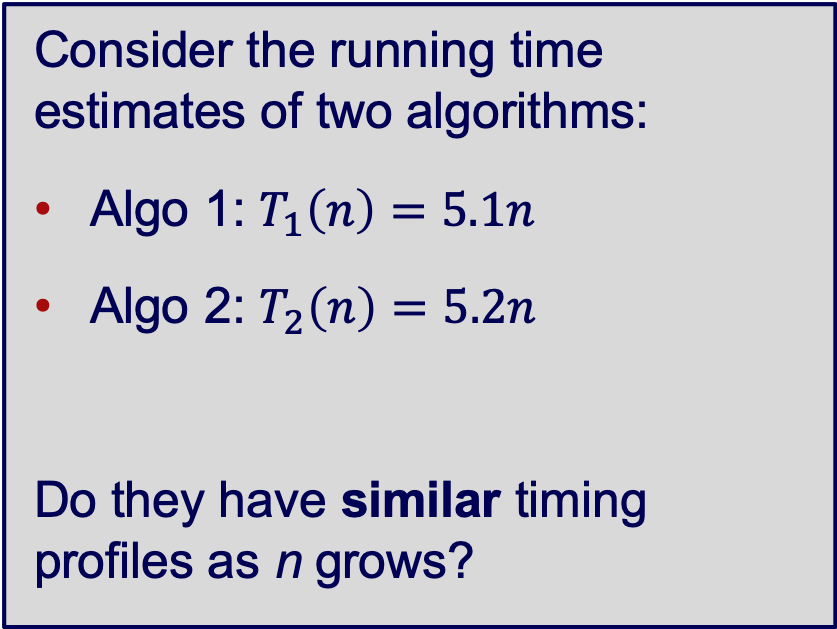 Consider the running time
estimates of two algorithms:
• Algo 1: T₁(n) = 5.1n
• Algo 2: T₂(n) = 5.2n
Do they have similar timing
profiles as n grows?